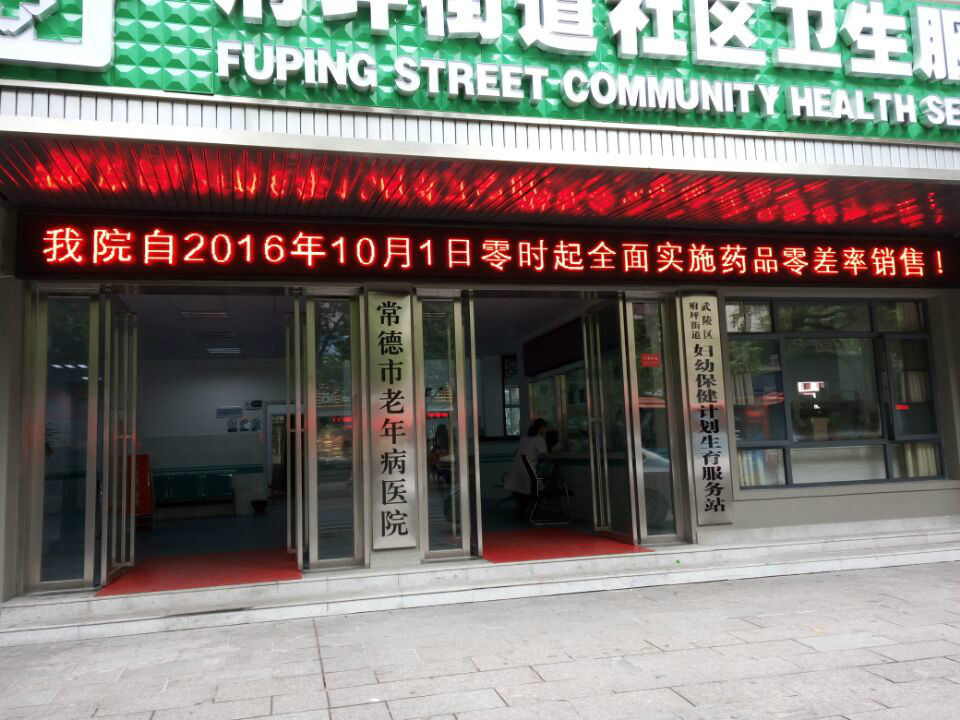 府坪街道社区卫生服
FUPING STREET COMMUNITY HEALTH SE
我院自2016年10月1日零时起全面实施药品零差率销售！
常德市老年病医院
武陵区
府坪街道
妇幼保健计划生育服务站